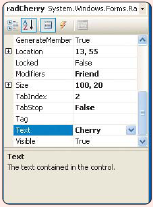 radCherry System.Windows.Forms.Ra
GenerateMember True
Location 13, 55
Locked False
Modifiers Friend
Size 100, 20
TabIndex 2
TabStop False
Tag
Text Cherry
Visible True
Text
The text contained in the control.